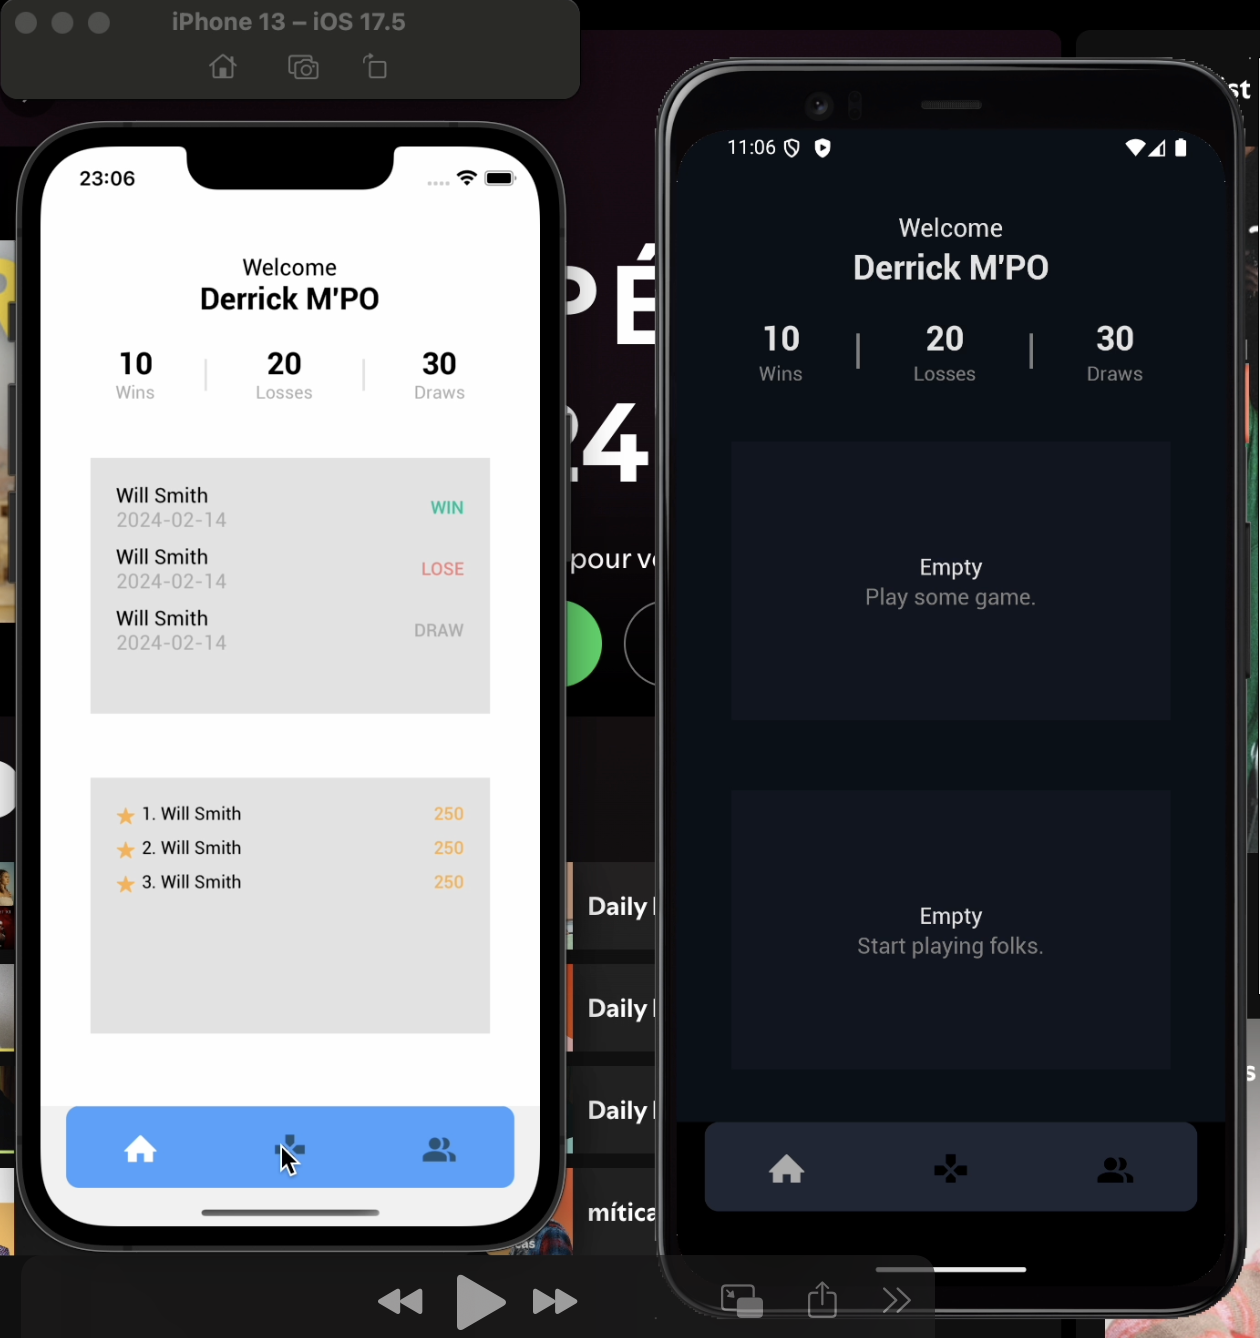 iPhone 13 – iOS 17.5
23:06
Welcome
Derrick M'PO
10
20
30
Wins
Losses
Draws
Will Smith
2024-02-14
WIN
Will Smith
2024-02-14
LOSE
Will Smith
2024-02-14
DRAW
1. Will Smith
250
2. Will Smith
250
3. Will Smith
250
24
pour
Daily
Daily
Daily
mítica
11:06
Welcome
Derrick M'PO
10
20
30
Wins
Losses
Draws
Empty
Play some game.
Empty
Start playing folks.
st
s